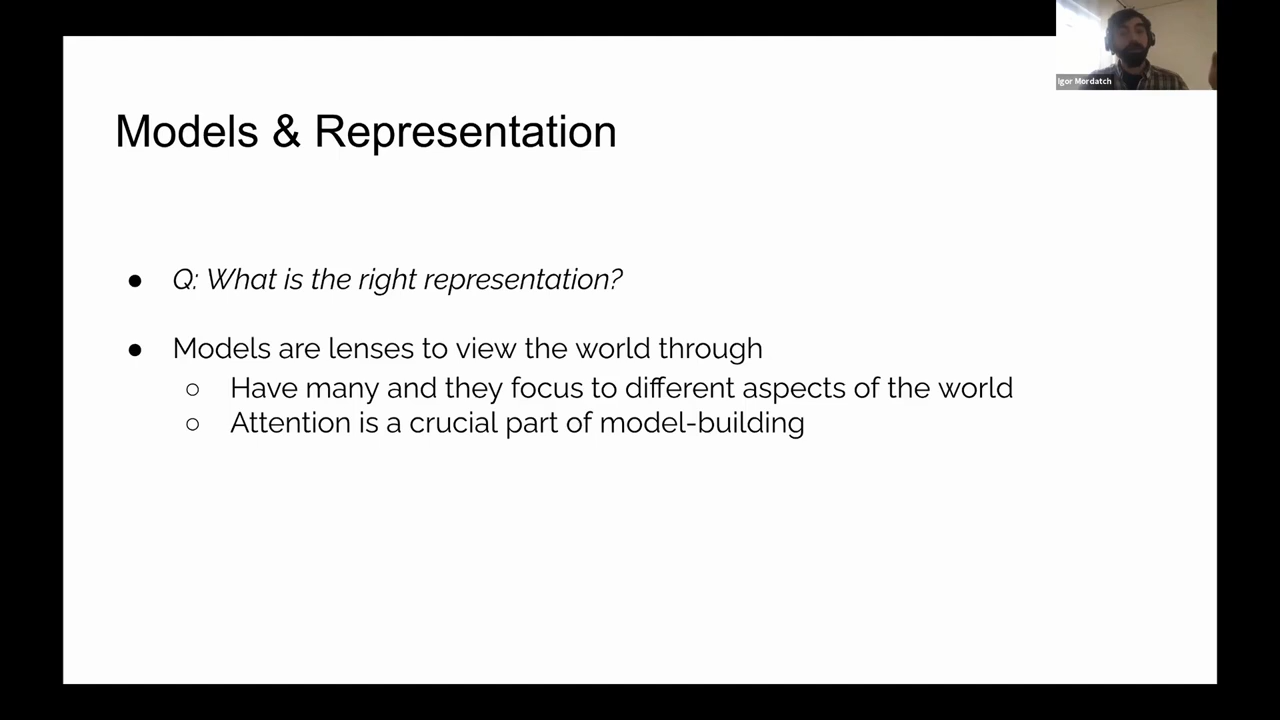 Igor Mordatch
Models & Representation
● Q: What is the right representation?
● Models are lenses to view the world through
○ Have many and they focus to different aspects of the world
○ Attention is a crucial part of model-building